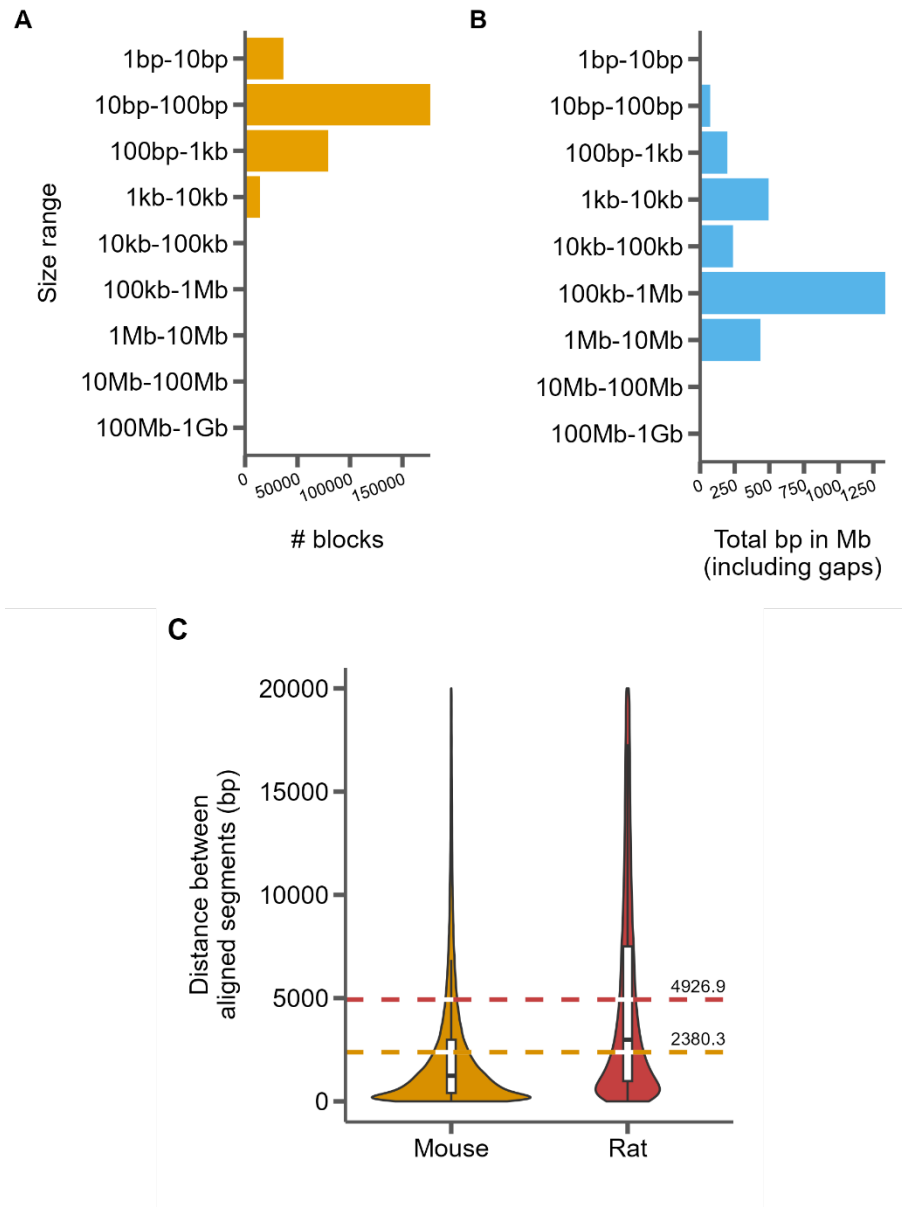 A
1bp-10bp
10bp-100bp
100bp-1kb
1kb-10kb
10kb-100kb
100kb-1Mb
1Mb-10Mb
10Mb-100Mb
100Mb-1Gb
Size range
0 50000 100000 150000
# blocks
B
1bp-10bp
10bp-100bp
100bp-1kb
1kb-10kb
10kb-100kb
100kb-1Mb
1Mb-10Mb
10Mb-100Mb
100Mb-1Gb
0 250 500 750 1000 1250
Total bp in Mb
(including gaps)
C
Distance between
aligned segments (bp)
20000
15000
10000
5000
0
4926.9
2380.3
Mouse Rat